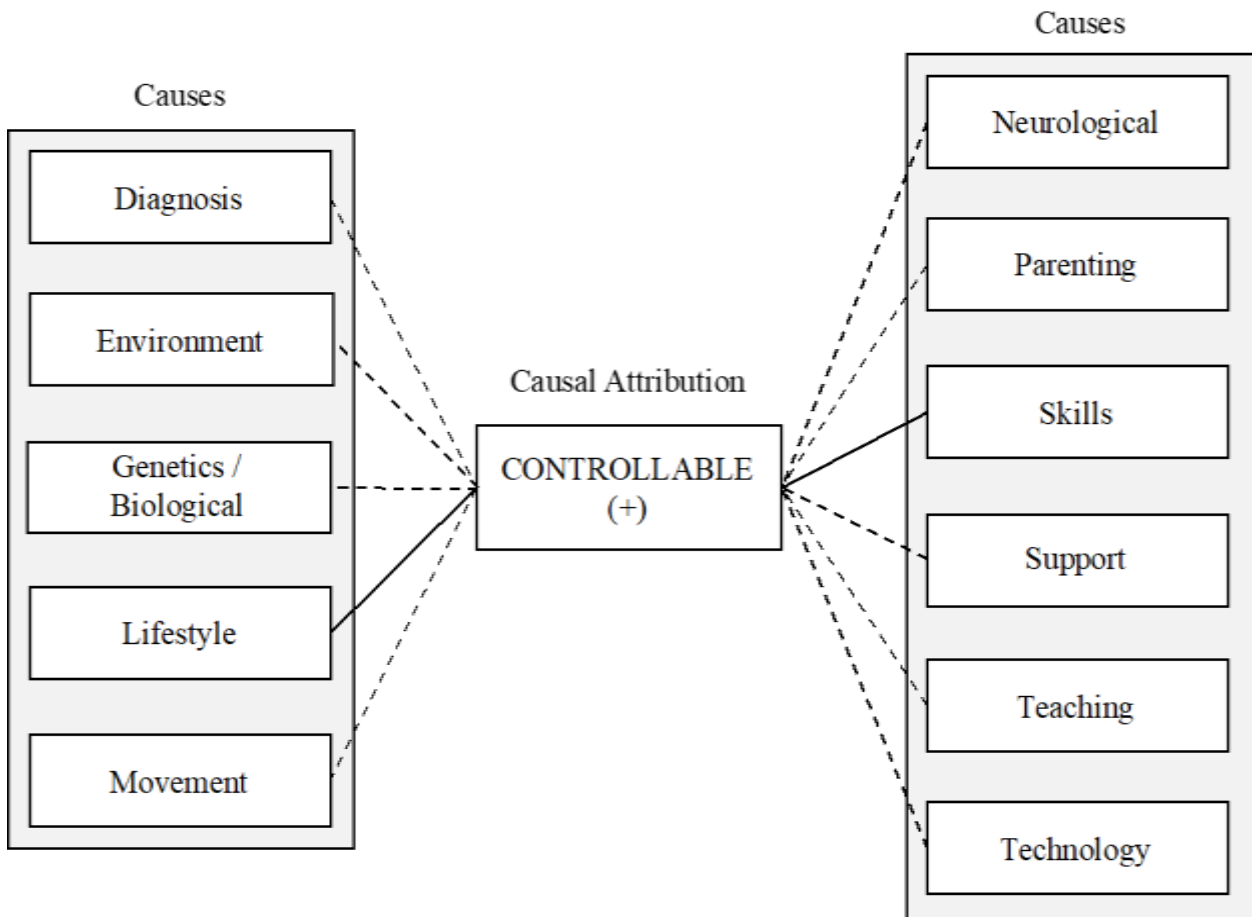 Causes
Diagnosis
Environment
Genetics /
Biological
Lifestyle
Movement
Causal Attribution
CONTROLLABLE
(+)
Causes
Neurological
Parenting
Skills
Support
Teaching
Technology